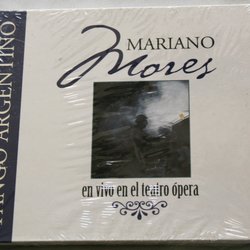 TANGO ARGENTINO
MARIANO
Mores
en vivo en el teatro ópera